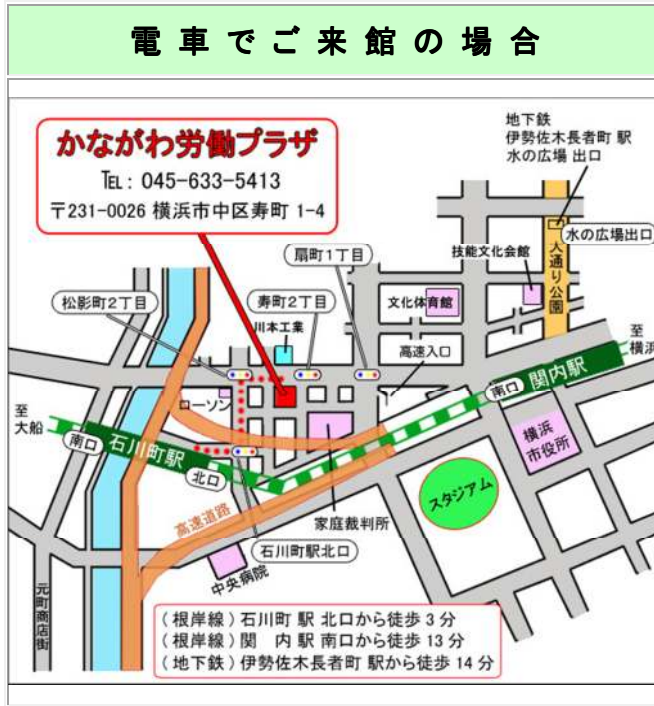 電車でご来館の場合
地下鉄
伊勢佐木長者町 駅
水の広場 出口
かながわ労働プラザ
TEL: 045-633-5413
〒231-0026 横浜市中区寿町 1-4
水の広場出口
扇町1丁目
技能文化会館
大通り公園
松影町2丁目
寿町2丁目
文化体育館
川本工業
高速入口
至
横浜
関内駅
南口
ローソン
至
大船
南口
石川町駅
北口
横浜
市役所
スタジアム
高速道路
家庭裁判所
石川町駅北口
中央病院
元町商店街
(根岸線) 石川町 駅 北口から徒歩 3 分
(根岸線) 関 内 駅 南口から徒歩 13 分
(地下鉄) 伊勢佐木長者町 駅から徒歩 14 分